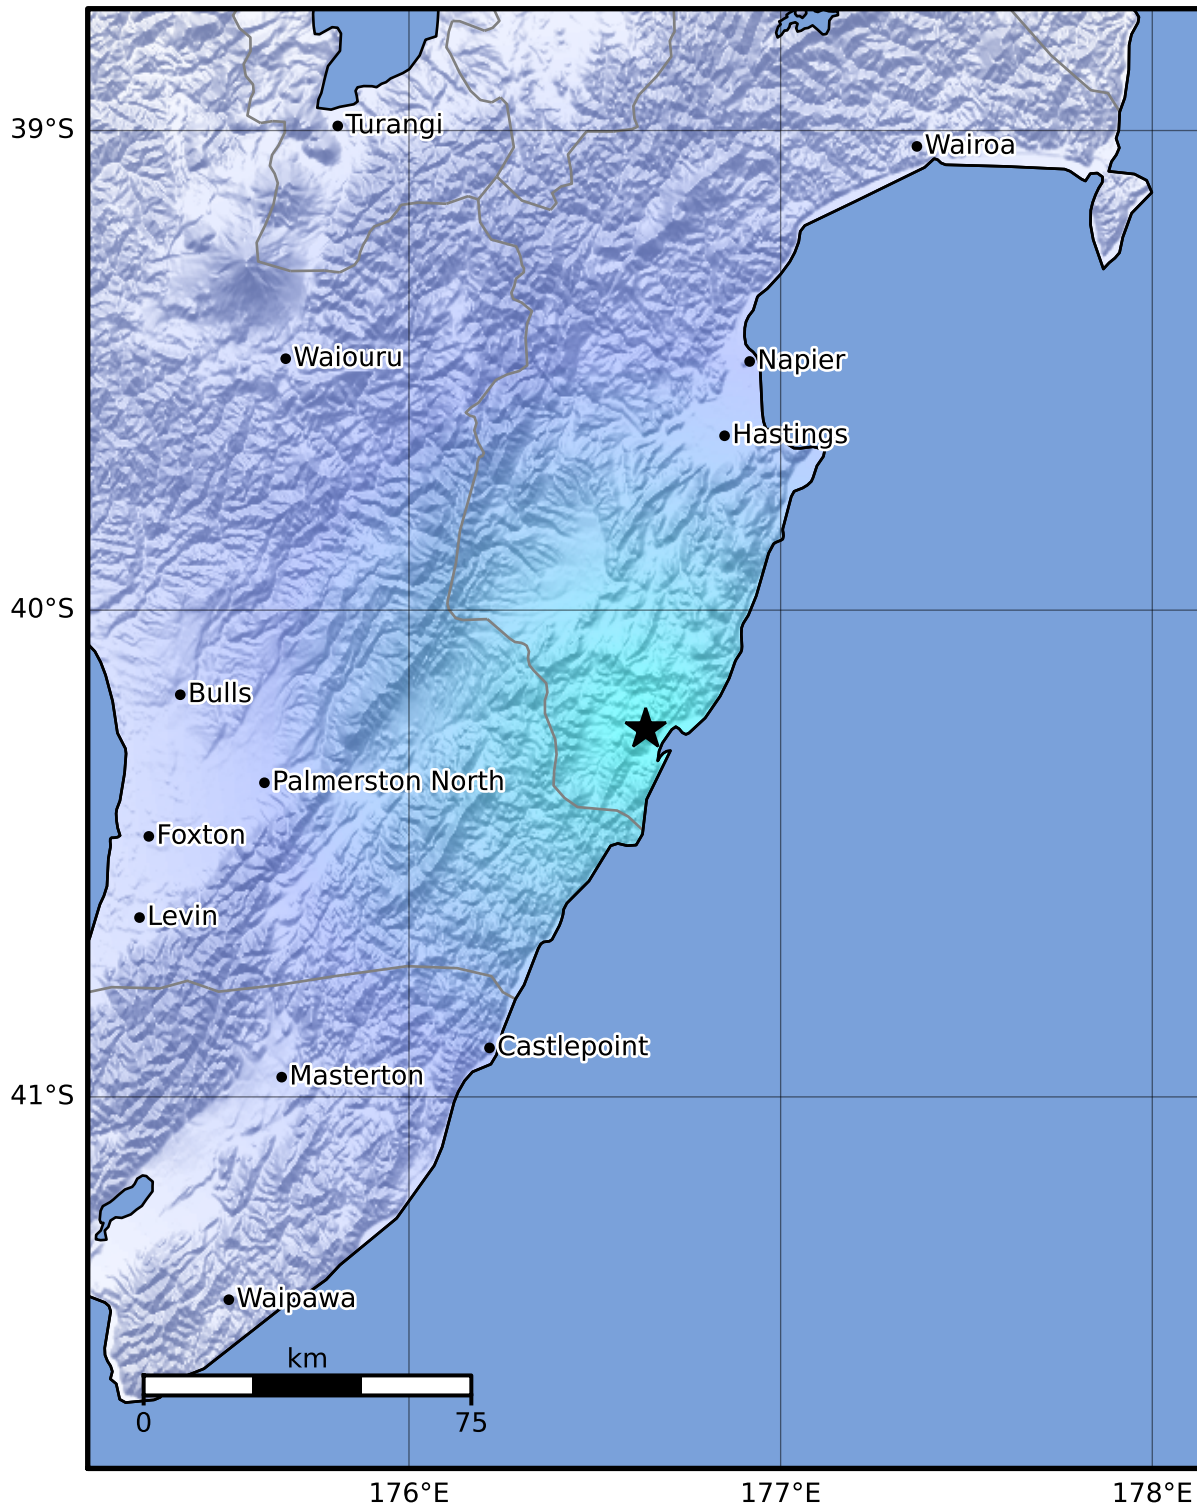 39°S
Turangi
Wairoa
Waiouru
Napier
Hastings
40°S
Bulls
Palmerston North
Foxton
Levin
Castlepoint
Masterton
41°S
Waipawa
km
0 75
176°E 177°E 178°E